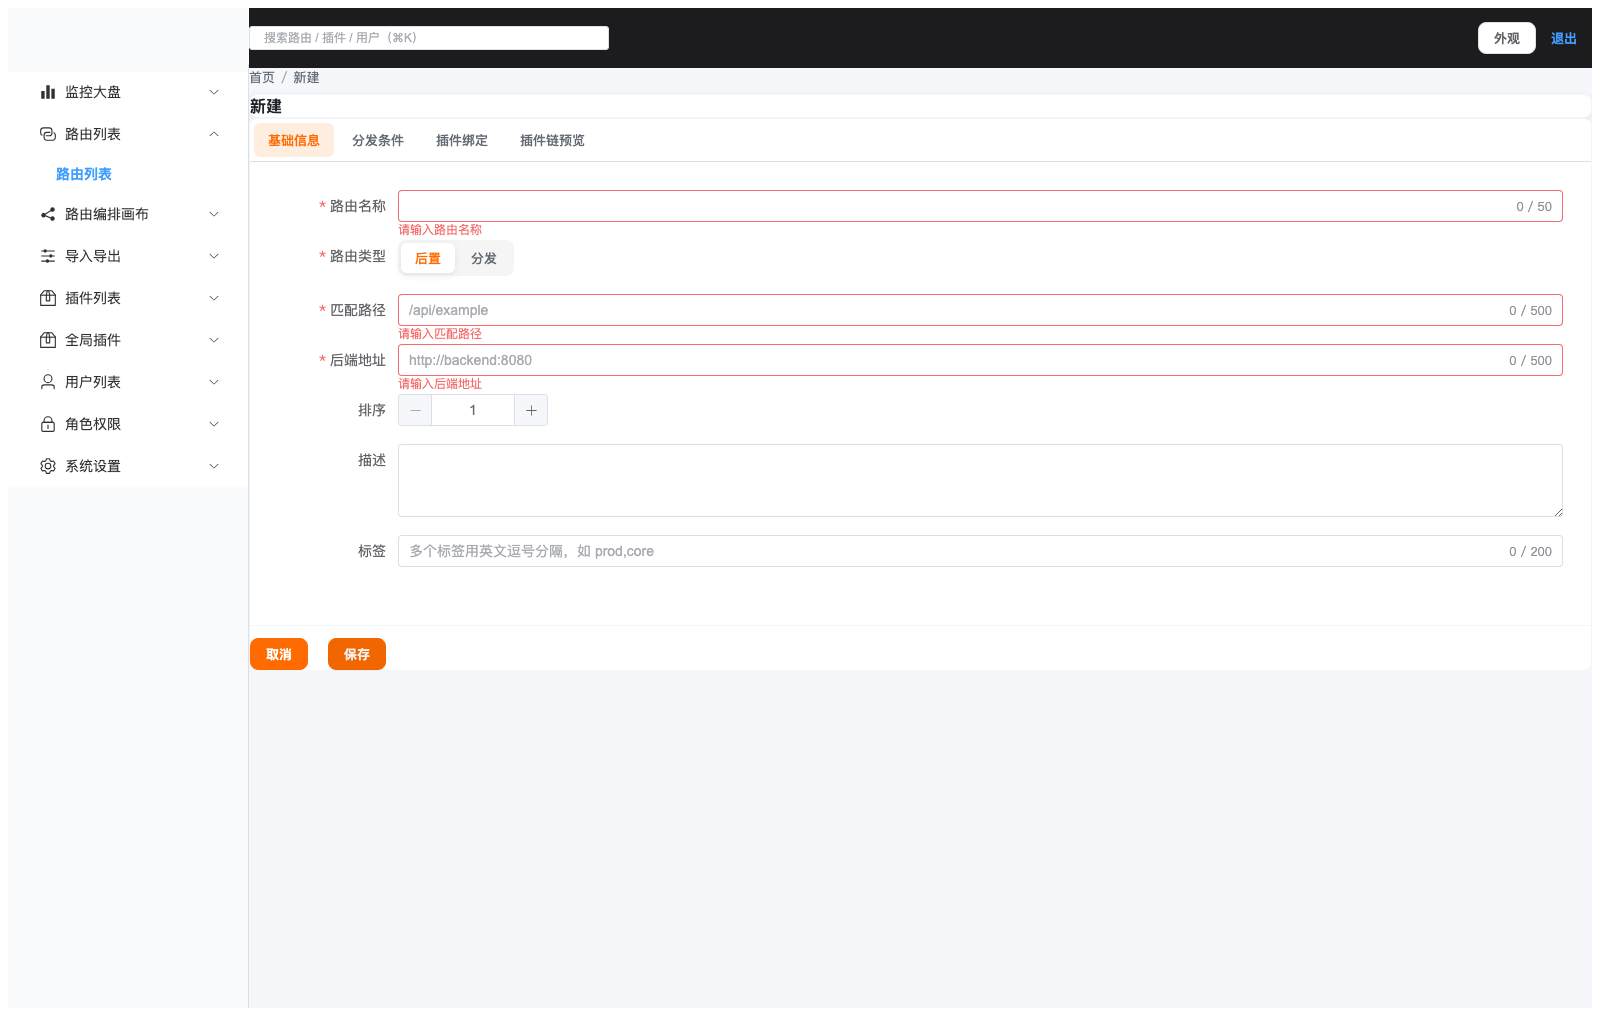 搜索路由 / 插件 / 用户（⌘K）
外观
退出
监控大盘
路由列表
路由列表
路由编排画布
导入导出
插件列表
全局插件
用户列表
角色权限
系统设置
首页 / 新建
新建
基础信息 分发条件 插件绑定 插件链预览
* 路由名称 0 / 50
请输入路由名称
* 路由类型 后置 分发
* 匹配路径 /api/example 0 / 500
请输入匹配路径
* 后端地址 http://backend:8080 0 / 500
请输入后端地址
排序 1
描述
标签 多个标签用英文逗号分隔，如 prod,core 0 / 200
取消 保存